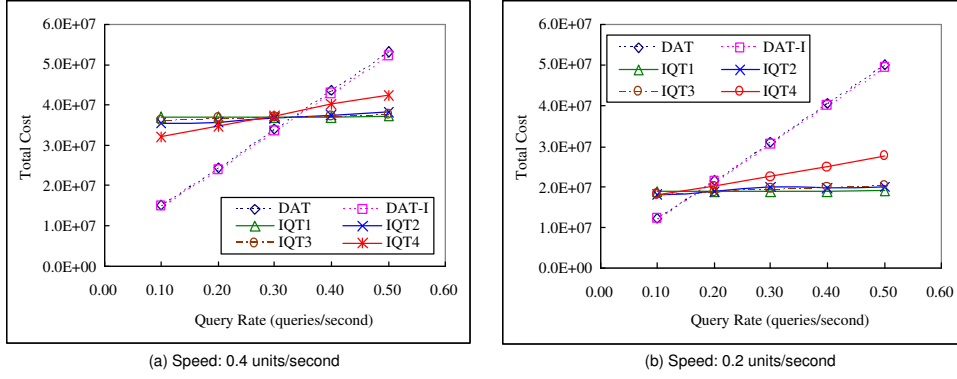 6.0E+07
5.0E+07
4.0E+07
3.0E+07
2.0E+07
1.0E+07
0.0E+00
Total Cost
DAT
DAT-I
IQT1
IQT2
IQT3
IQT4
0.00
0.10
0.20
0.30
0.40
0.50
0.60
Query Rate (queries/second)
(a) Speed: 0.4 units/second
6.0E+07
5.0E+07
4.0E+07
3.0E+07
2.0E+07
1.0E+07
0.0E+00
Total Cost
DAT
DAT-I
IQT1
IQT2
IQT3
IQT4
0.00
0.10
0.20
0.30
0.40
0.50
0.60
Query Rate (queries/second)
(b) Speed: 0.2 units/second